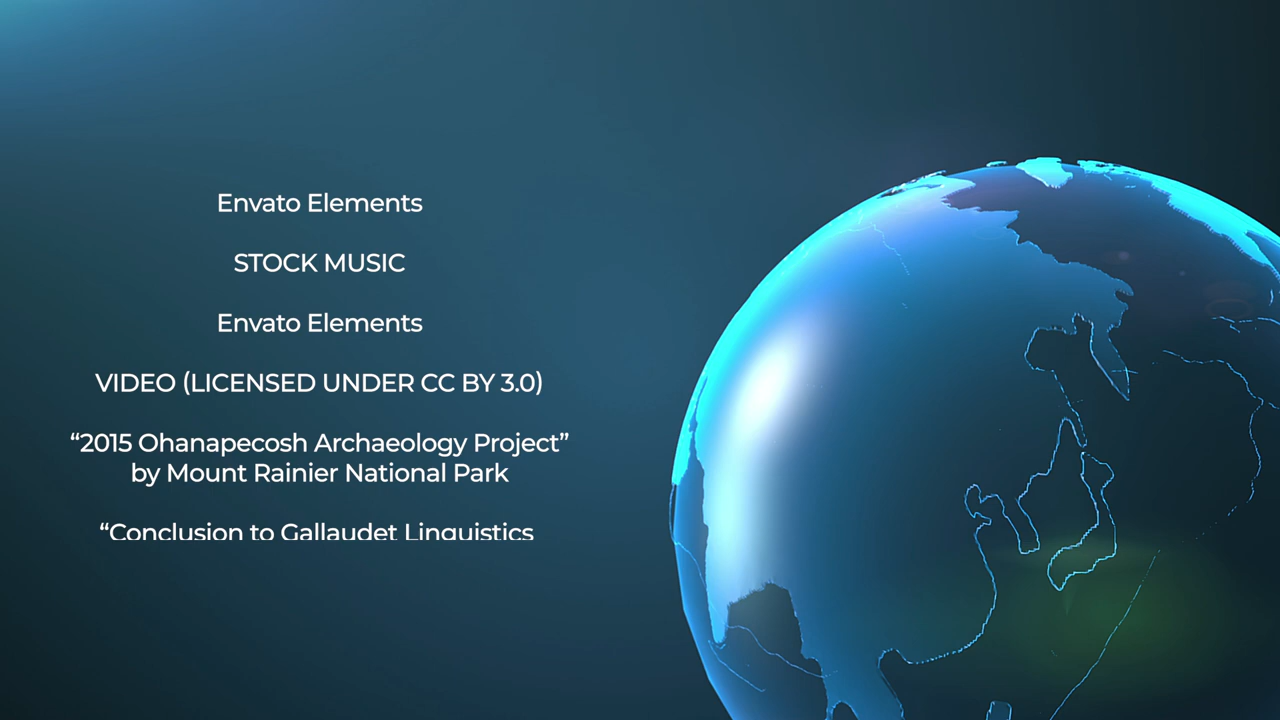 Envato Elements
STOCK MUSIC
Envato Elements
VIDEO (LICENSED UNDER CC BY 3.0)
“2015 Ohanapecosh Archaeology Project”
by Mount Rainier National Park
“Conclusion to Gallaudet Linguistics